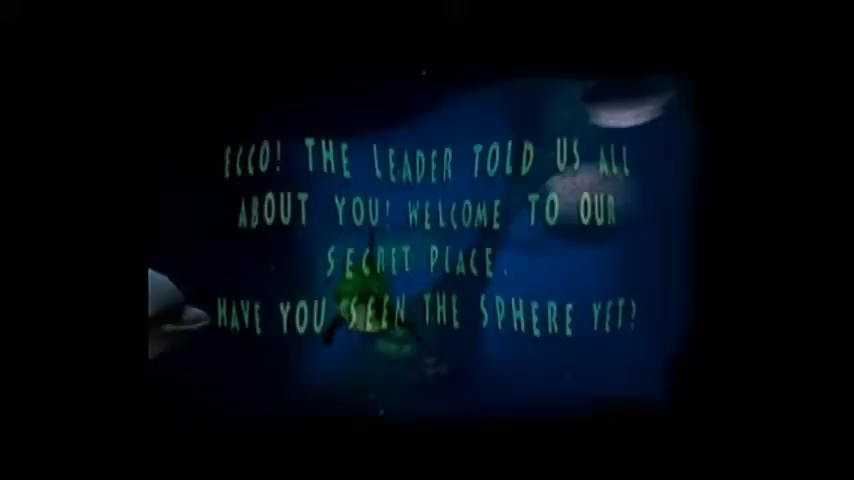 ECCO! THE LEADER TOLD US ALL
ABOUT YOU! WELCOME TO OUR
SECRET PLACE.
HAVE YOU SEEN THE SPHERE YET?